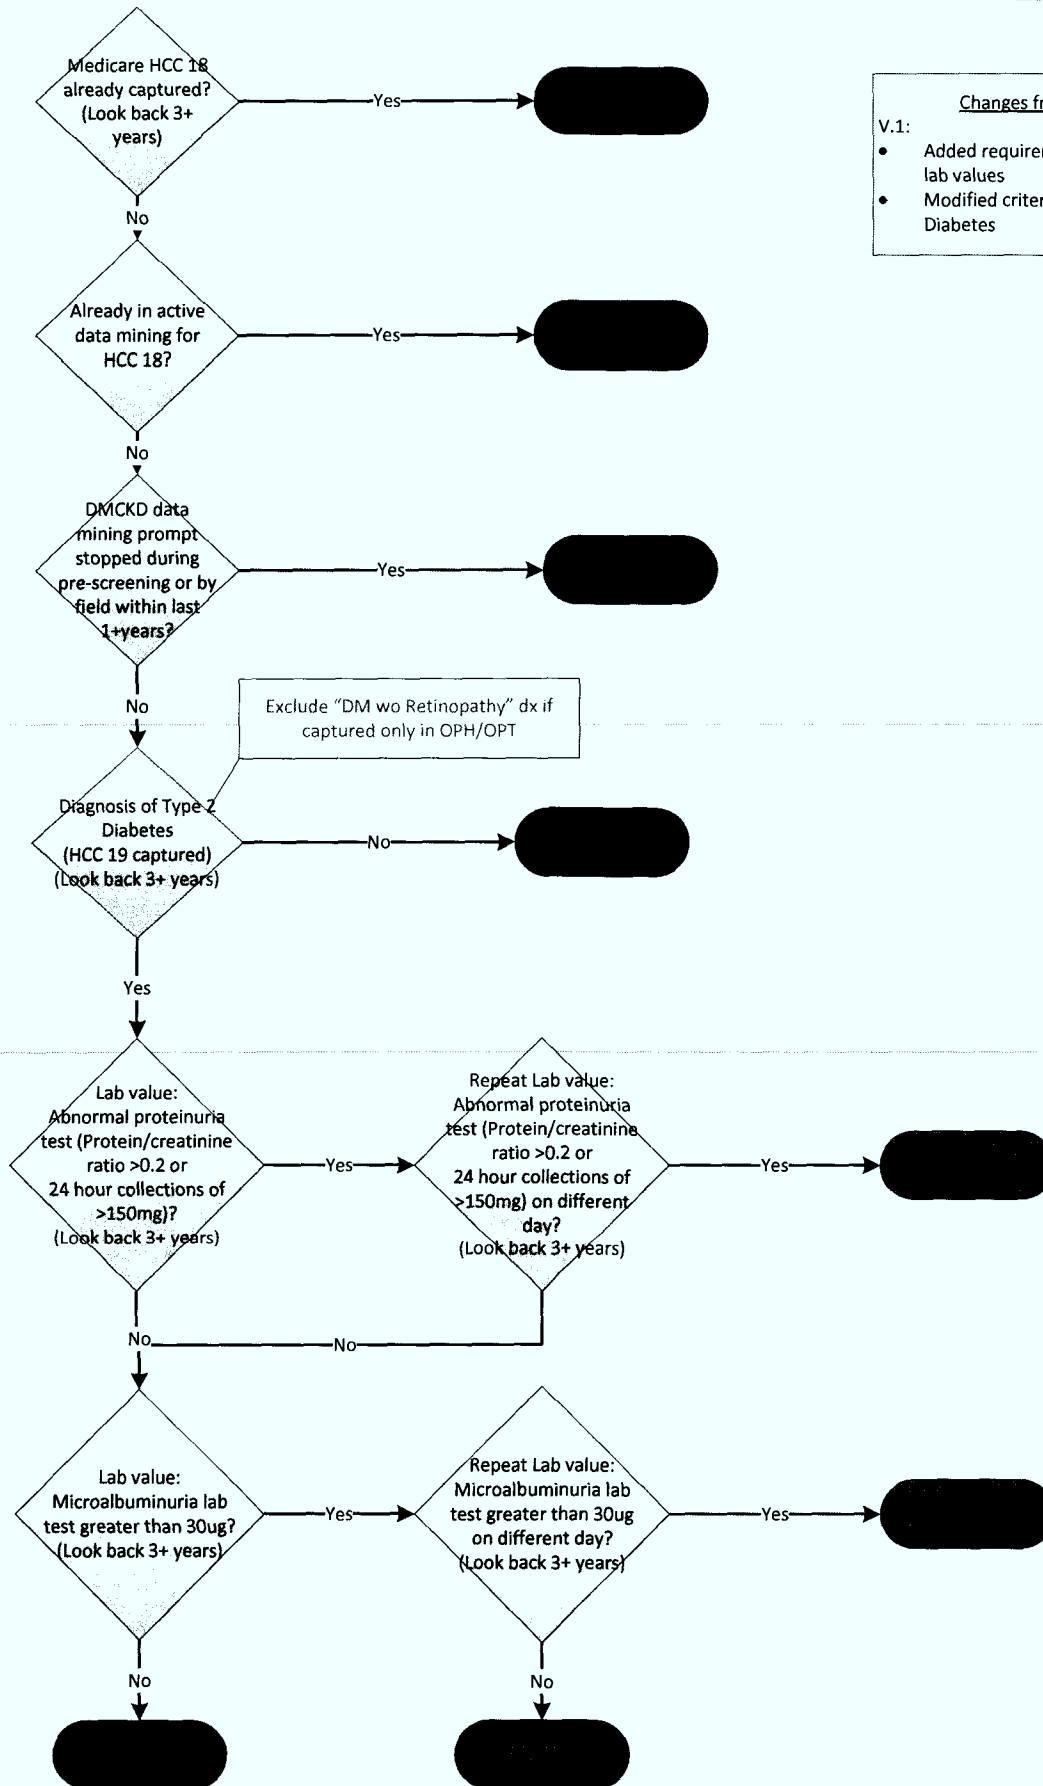 Medicare HCC 18
already captured?
(Look back 3+
years)
Yes
No
Changes fr
V.1:
• Added requirer
lab values
• Modified criter
Diabetes
Already in active
data mining for
HCC 18?
Yes
No
DMCKD data
mining prompt
stopped during
pre-screening or by
field within last
1+years?
Yes
No
Exclude "DM wo Retinopathy" dx if
captured only in OPH/OPT
Diagnosis of Type 2
Diabetes
(HCC 19 captured)
(Look back 3+ years)
No
Yes
Lab value:
Abnormal proteinuria
test (Protein/creatinine
ratio >0.2 or
24 hour collections of
>150mg)?
(Look back 3+ years)
Yes
Repeat Lab value:
Abnormal proteinuria
test (Protein/creatinine
ratio >0.2 or
24 hour collections of
>150mg) on different
day?
(Look back 3+ years)
Yes
No
No
Lab value:
Microalbuminuria lab
test greater than 30ug?
(Look back 3+ years)
Yes
Repeat Lab value:
Microalbuminuria lab
test greater than 30ug
on different day?
(Look back 3+ years)
Yes
No
No